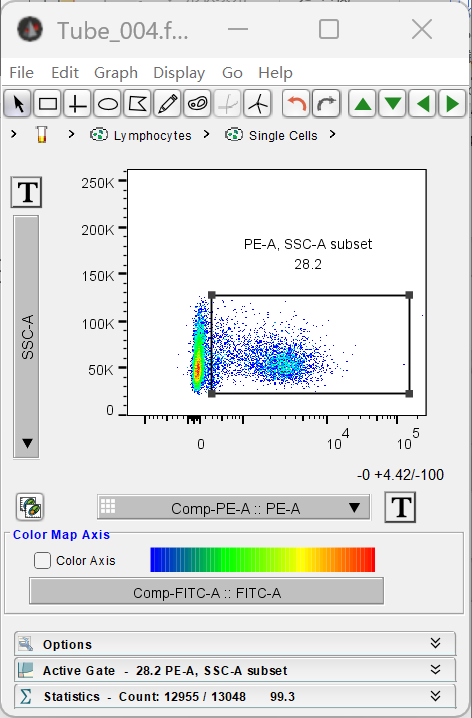 Tube_004.f...
File Edit Graph Display Go Help
T
> > Lymphocytes > Single Cells >
T
250K
200K
150K
100K
50K
0
SSC-A
PE-A, SSC-A subset
28.2
0 10^4 10^5
-0 +4.42/-100
Comp-PE-A :: PE-A
T
Color Map Axis
Color Axis
Comp-FITC-A :: FITC-A
Options
Active Gate - 28.2 PE-A, SSC-A subset
Σ Statistics - Count: 12955 / 13048 99.3